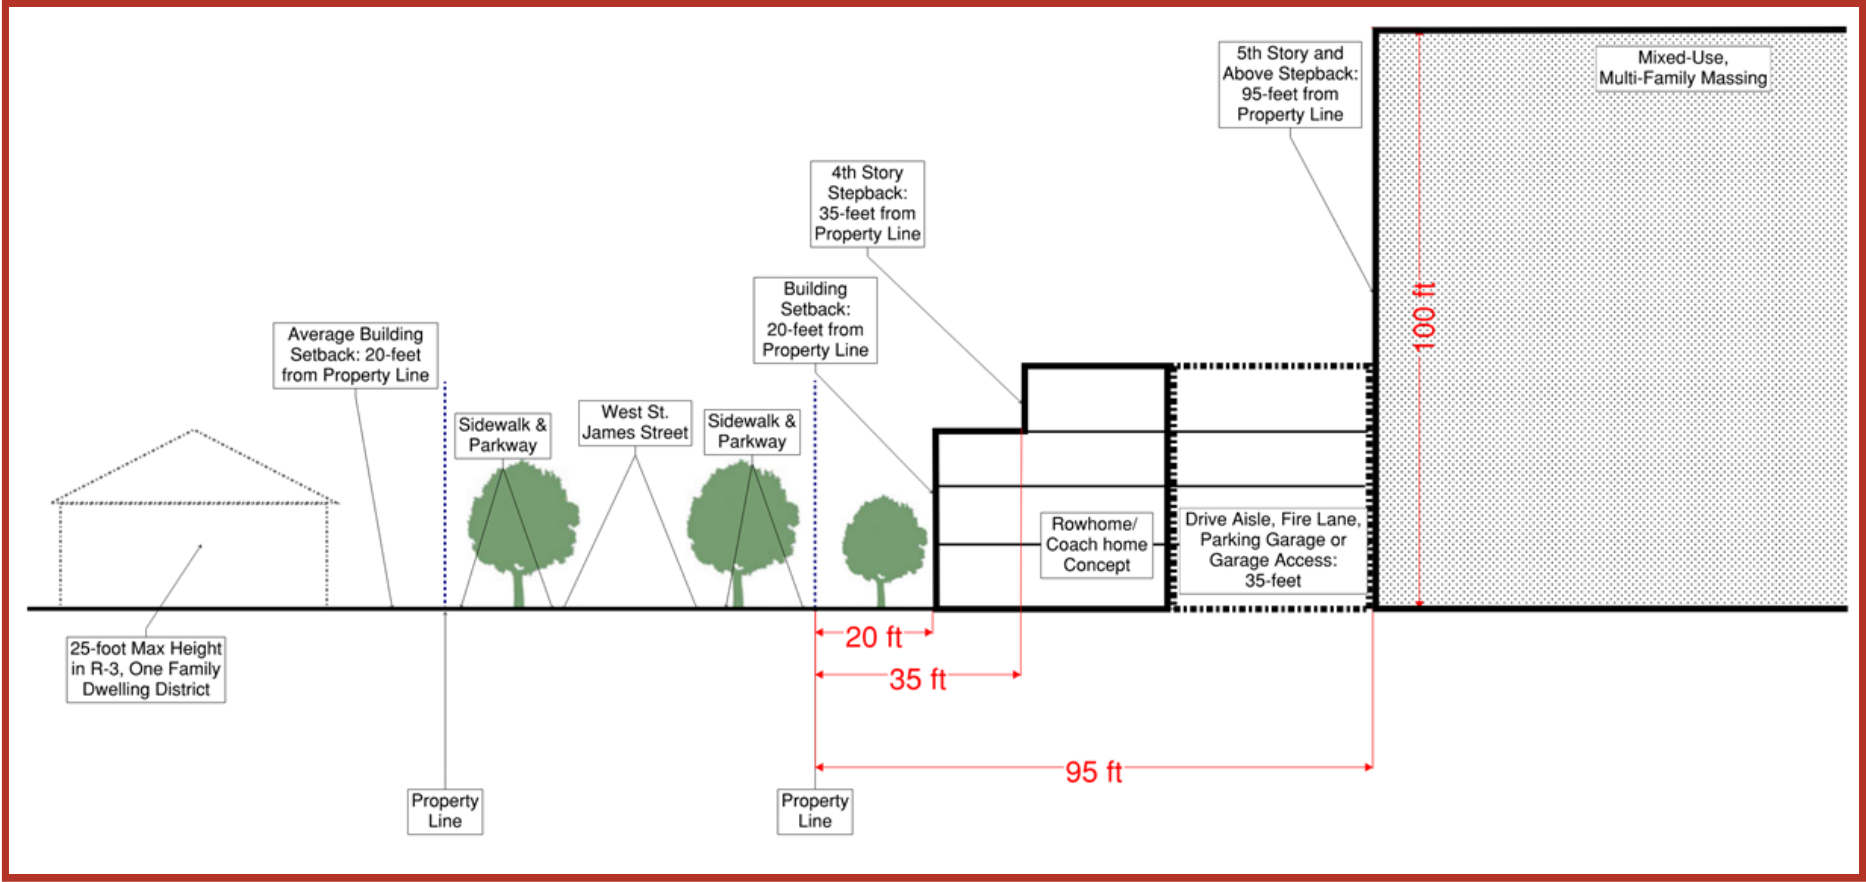 5th Story and
Above Stepback:
95-feet from
Property Line
Mixed-Use,
Multi-Family Massing
4th Story
Stepback:
35-feet from
Property Line
Building
Setback:
20-feet from
Property Line
100 ft
Average Building
Setback: 20-feet
from Property Line
Sidewalk &
Parkway
West St.
James Street
Sidewalk &
Parkway
Rowhome/
Coach home
Concept
Drive Aisle, Fire Lane,
Parking Garage or
Garage Access:
35-feet
25-foot Max Height
in R-3, One Family
Dwelling District
20 ft
35 ft
95 ft
Property
Line
Property
Line